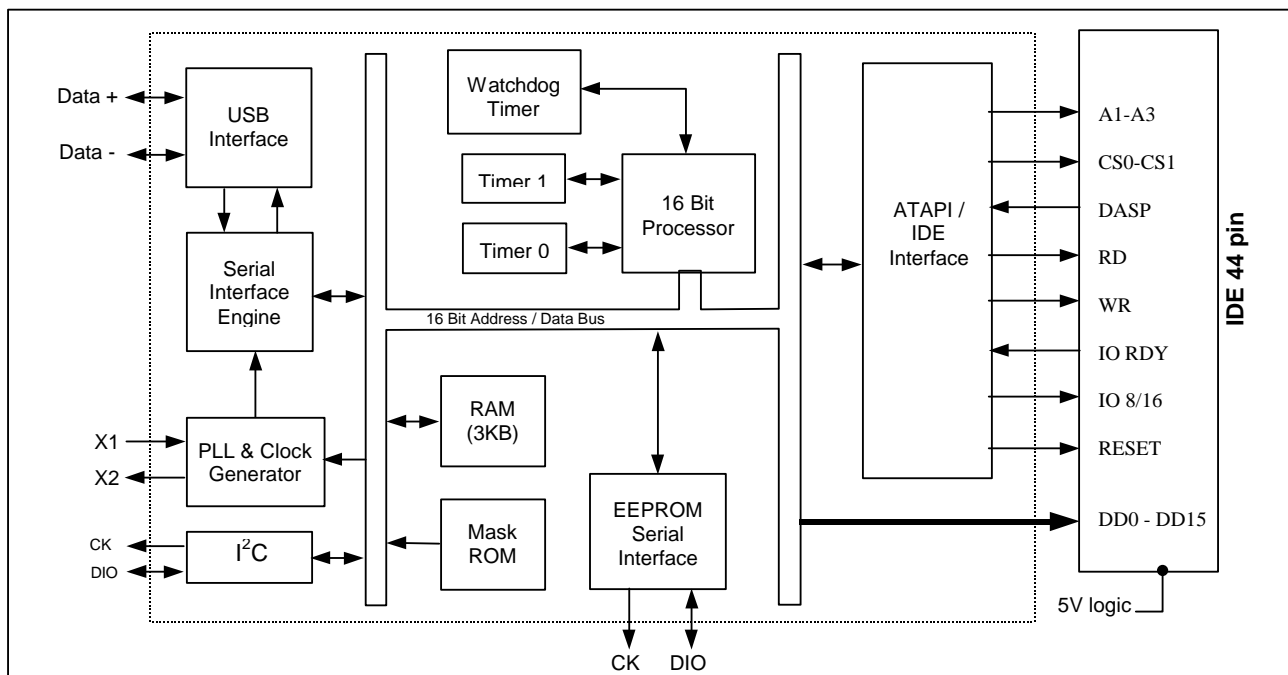 Data +
Data -
USB
Interface
Serial
Interface
Engine
X1
X2
PLL & Clock
Generator
CK
DIO
I²C
Watchdog
Timer
Timer 1
Timer 0
16 Bit
Processor
16 Bit Address / Data Bus
RAM
(3KB)
Mask
ROM
EEPROM
Serial
Interface
CK
DIO
ATAPI /
IDE
Interface
A1-A3
CS0-CS1
DASP
RD
WR
IO RDY
IO 8/16
RESET
DD0 - DD15
IDE 44 pin
5V logic